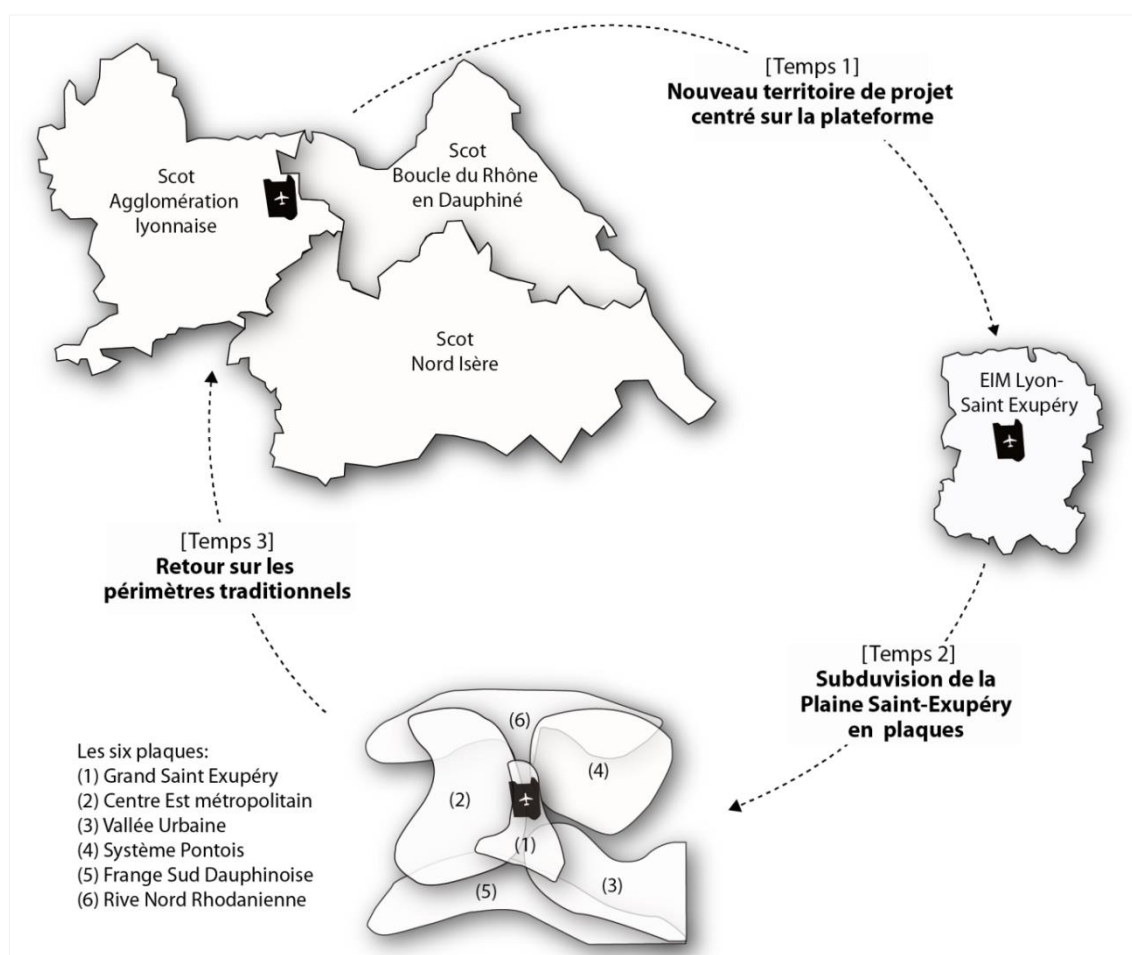 [Temps 1]
Nouveau territoire de projet
centré sur la plateforme
Scot
Agglomération
lyonnaise
Scot
Boucle du Rhône
en Dauphiné
Scot
Nord Isère
EIM Lyon-
Saint Exupéry
[Temps 3]
Retour sur les
périmètres traditionnels
[Temps 2]
Subduvision de la
Plaine Saint-Exupéry
en plaques
Les six plaques:
(1) Grand Saint Exupéry
(2) Centre Est métropolitain
(3) Vallée Urbaine
(4) Système Pontois
(5) Frange Sud Dauphinoise
(6) Rive Nord Rhodanienne
(6)
(4)
(2)
(1)
(3)
(5)